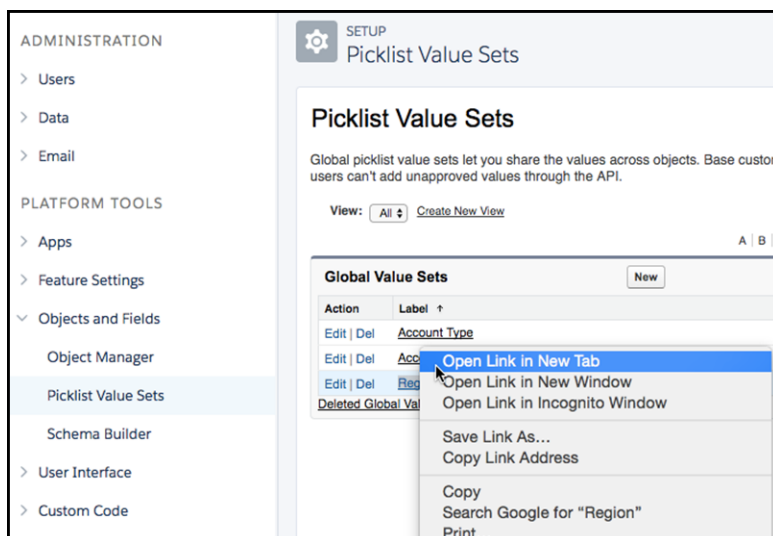 ADMINISTRATION
Users
Data
Email
PLATFORM TOOLS
Apps
Feature Settings
Objects and Fields
Object Manager
Picklist Value Sets
Schema Builder
User Interface
Custom Code
SETUP
Picklist Value Sets
Picklist Value Sets
Global picklist value sets let you share the values across objects. Base
users can't add unapproved values through the API.
View: All Create New View
A | B |
Global Value Sets New
Action Label ↑
Edit | Del Account Type
Edit | Del
Edit | Del
Deleted Global
Open Link in New Tab
Open Link in New Window
Open Link in Incognito Window
Save Link As...
Copy Link Address
Copy
Search Google for “Region”
Print